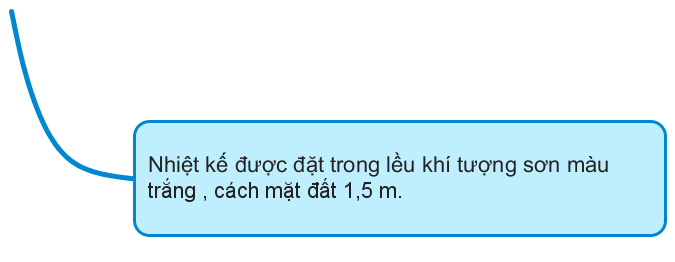 Nhiệt kế được đặt trong lều khí tượng sơn màu
trắng , cách mặt đất 1,5 m.